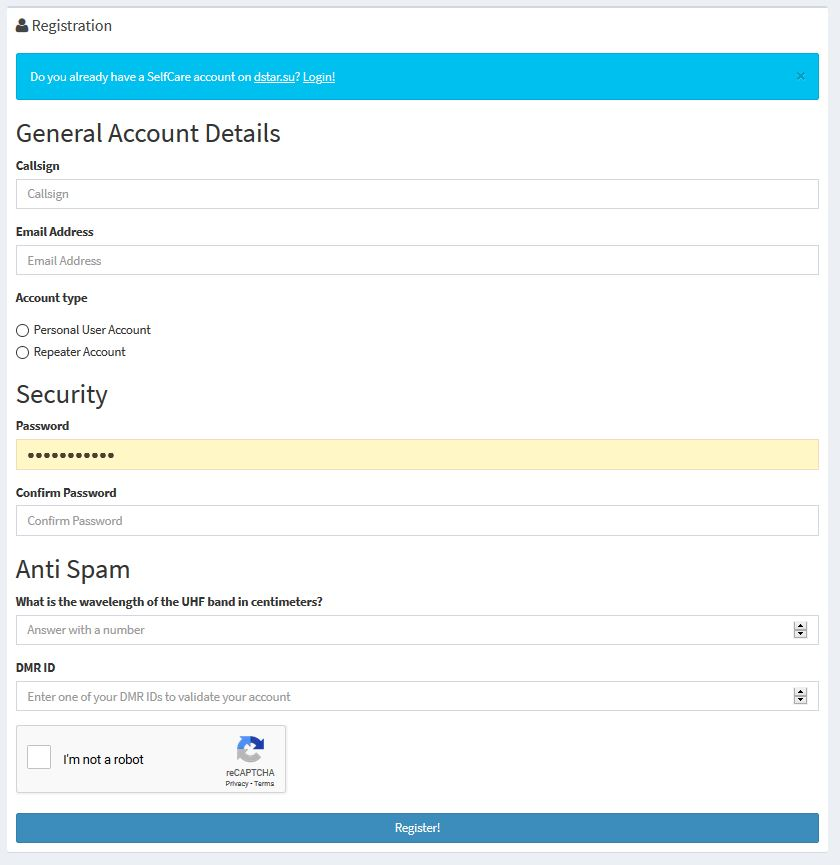 Registration
Do you already have a SelfCare account on dstar.su? Login!
×
General Account Details
Callsign
Callsign
Email Address
Email Address
Account type
Personal User Account
Repeater Account
Security
Password
●●●●●●●●●●●
Confirm Password
Confirm Password
Anti Spam
What is the wavelength of the UHF band in centimeters?
Answer with a number
DMR ID
Enter one of your DMR IDs to validate your account
I'm not a robot
reCAPTCHA
Privacy - Terms
Register!